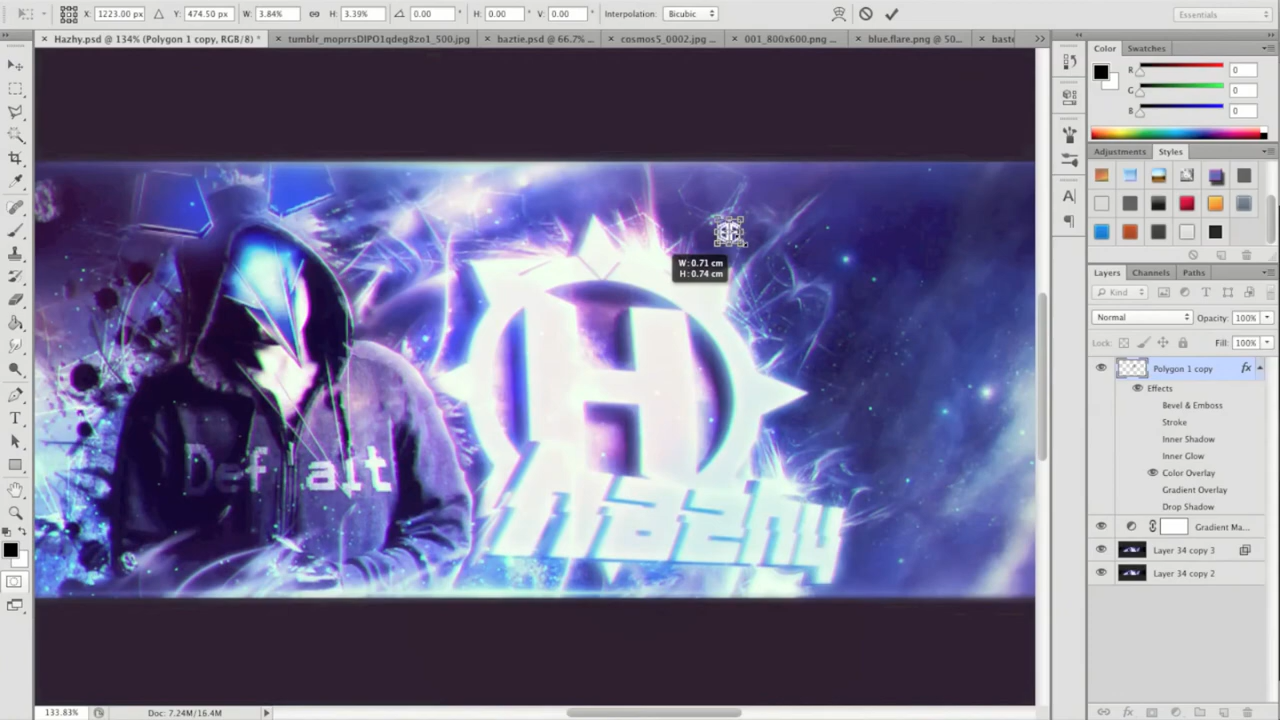 X: 1223.00 px Y: 474.50 px W: 3.84% H: 3.39% 0.00 ° H: 0.00 ° V: 0.00 ° Interpolation: Bicubic Essentials
× Hazhy.psd @ 134% (Polygon 1 copy, RGB/8) * × tumblr_moprrsDlPO1qdeg8zo1_500.jpg × baztie.psd @ 66.7% ... × cosmos5_0002.jpg ... × 001_800x600.png ... × blue.flare.png @ 50... × baste »
Color Swatches
R 0
G 0
B 0
Adjustments Styles
W: 0.71 cm
H: 0.74 cm
H
Hazhy
Layers Channels Paths
Kind
Normal Opacity: 100%
Lock: Fill: 100%
Polygon 1 copy fx
Effects
Bevel & Emboss
Stroke
Inner Shadow
Inner Glow
Color Overlay
Gradient Overlay
Drop Shadow
Gradient Ma...
Layer 34 copy 3
Layer 34 copy 2
133.83% Doc: 7.24M/16.4M